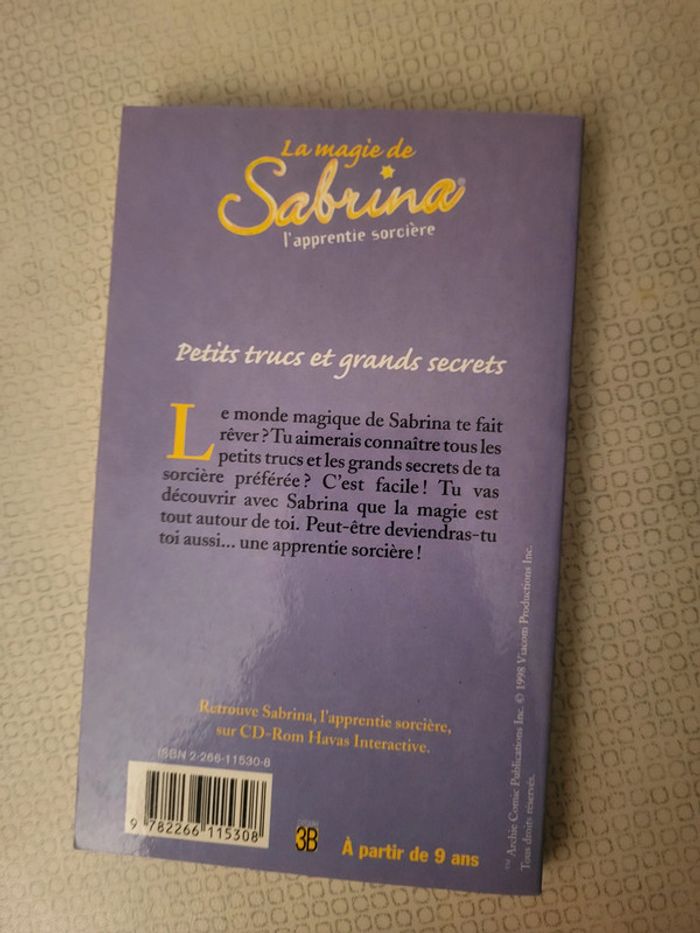 La magie de
Sabrina®
l'apprentie sorcière
Petits trucs et grands secrets
Le monde magique de Sabrina te fait
rêver ? Tu aimerais connaître tous les
petits trucs et les grands secrets de ta
sorcière préférée ? C'est facile ! Tu vas
découvrir avec Sabrina que la magie est
tout autour de toi. Peut-être deviendras-tu
toi aussi... une apprentie sorcière !
Retrouve Sabrina, l'apprentie sorcière,
sur CD-Rom Havas Interactive.
ISBN 2-266-11530-8
9 782266 115308
3B
À partir de 9 ans
™ Archie Comic Publications Inc. © 1998 Viacom Productions Inc.
Tous droits réservés.